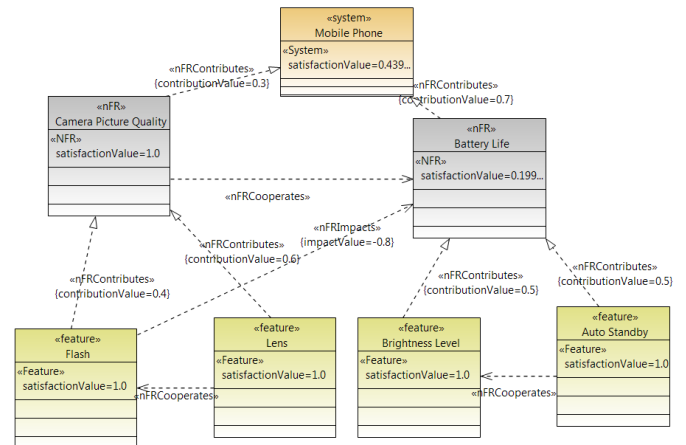 «system»
Mobile Phone
«System»
satisfactionValue=0.439...
«nFRContributes»
{contributionValue=0.3}
«nFRContributes»
{contributionValue=0.7}
«nFR»
Camera Picture Quality
«NFR»
satisfactionValue=1.0
«nFR»
Battery Life
«NFR»
satisfactionValue=0.199...
«nFRCooperates»
«nFRImpacts»
{impactValue=-0.8}
«nFRContributes»
{contributionValue=0.6}
«nFRContributes»
{contributionValue=0.4}
«nFRContributes»
{contributionValue=0.5}
«nFRContributes»
{contributionValue=0.5}
«feature»
Flash
«Feature»
satisfactionValue=1.0
«feature»
Lens
«Feature»
satisfactionValue=1.0
«nFRCooperates»
«feature»
Brightness Level
«Feature»
satisfactionValue=1.0
«feature»
Auto Standby
«Feature»
satisfactionValue=1.0
«nFRCooperates»